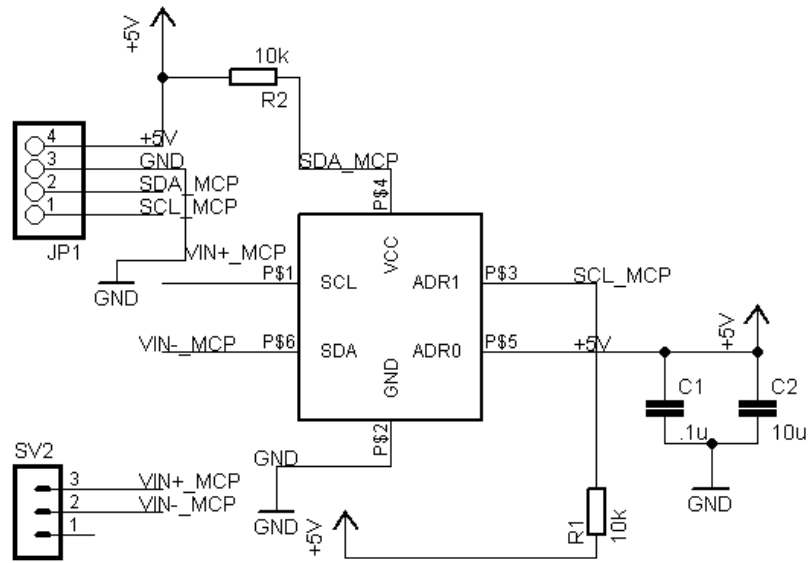 +5V
10k
R2
4
+5V
3
GND
2
SDA_MCP
1
SCL_MCP
JP1
GND
SDA_MCP
P$4
VIN+_MCP
P$1
SCL
VCC
ADR1
P$3
SCL_MCP
VIN-_MCP
P$6
SDA
GND
ADR0
P$5
+5V
+5V
C1
.1u
C2
10u
GND
P$2
GND
GND
SV2
3
VIN+_MCP
2
VIN-_MCP
1
+5V
R1
10k